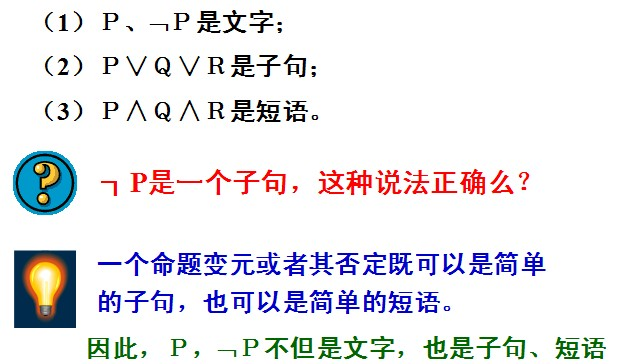 （1）P、¬P是文字；
（2）P∨Q∨R是子句；
（3）P∧Q∧R是短语。
¬P是一个子句，这种说法正确么？
一个命题变元或者其否定既可以是简单
的子句，也可以是简单的短语。
因此，P，¬P不但是文字，也是子句、短语